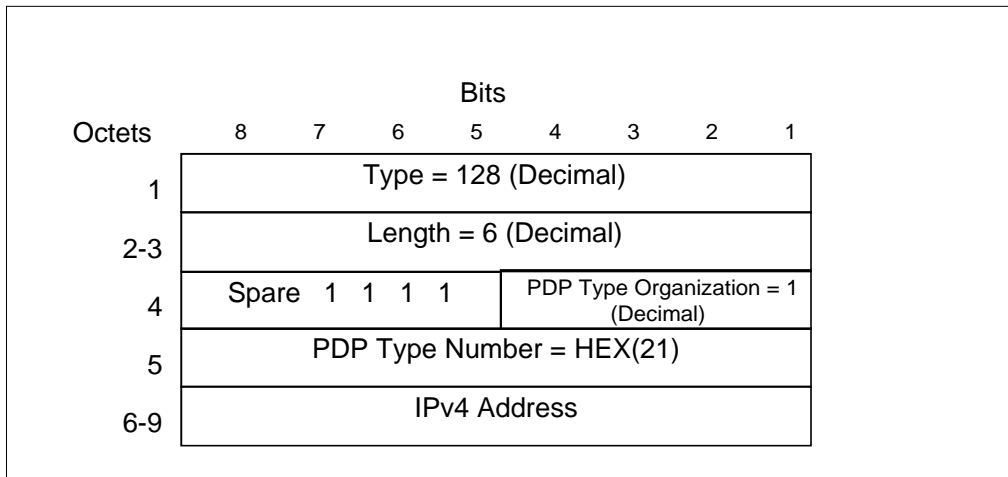 Bits
Octets 8 7 6 5 4 3 2 1
1 Type = 128 (Decimal)
2-3 Length = 6 (Decimal)
4 Spare 1 1 1 1 PDP Type Organization = 1
(Decimal)
5 PDP Type Number = HEX(21)
6-9 IPv4 Address